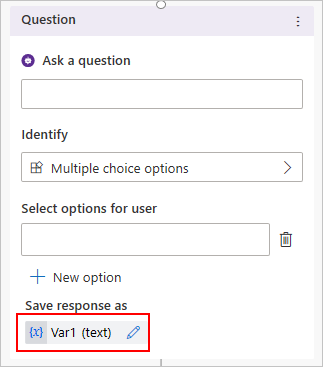 Question
Ask a question
Identify
Multiple choice options
Select options for user
New option
Save response as
{x} Var1 (text)